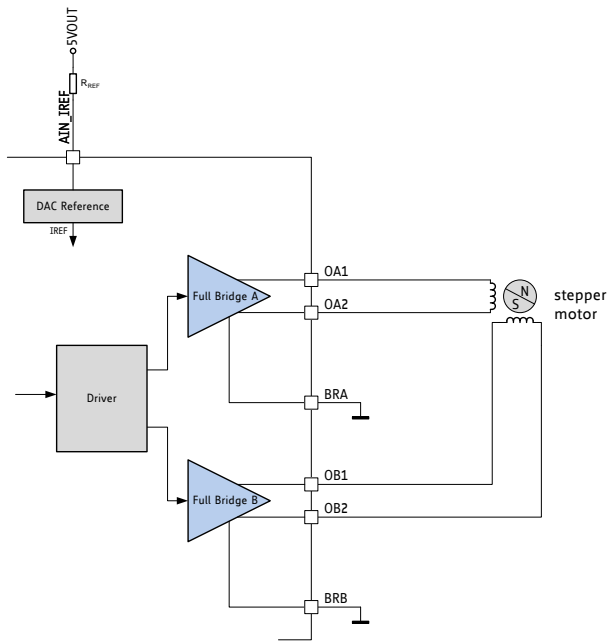 5VOUT
RREF
AIN_IREF
DAC Reference
IREF
OA1
Full Bridge A
OA2
N
S
stepper
motor
BRA
Driver
OB1
Full Bridge B
OB2
BRB